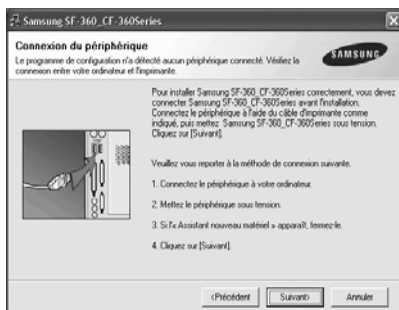 Samsung SF-360_CF-360Series
Connexion du périphérique
Le programme de configuration n'a détecté aucun périphérique connecté. Vérifiez la
connexion entre votre ordinateur et l'imprimante.
SAMSUNG
Pour installer Samsung SF-360_CF-360Series correctement, vous devez
connecter Samsung SF-360_CF-360Series avant l'installation.
Connectez le périphérique à l'aide du câble d'imprimante comme
indiqué, puis mettez Samsung SF-360_CF-360Series sous tension.
Cliquez sur [Suivant].
Veuillez vous reporter à la méthode de connexion suivante.
1. Connectez le périphérique à votre ordinateur.
2. Mettez le périphérique sous tension.
3. Si l'« Assistant nouveau matériel » apparaît, fermez-le.
4. Cliquez sur [Suivant].
<Précédent
Suivant>
Annuler